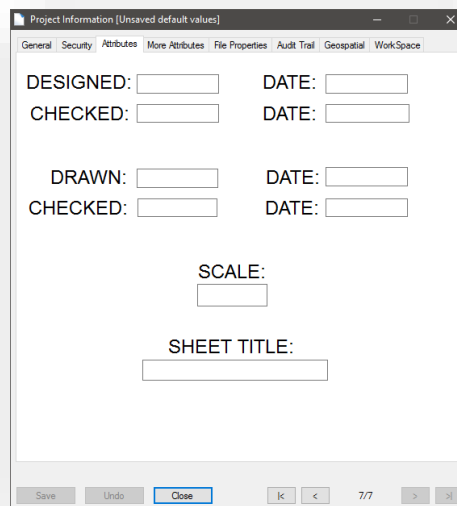 Project Information [Unsaved default values]
General Security Attributes More Attributes File Properties Audit Trail Geospatial WorkSpace
DESIGNED: DATE:
CHECKED: DATE:
DRAWN: DATE:
CHECKED: DATE:
SCALE:
SHEET TITLE:
Save Undo Close |< < 7/7 > >|